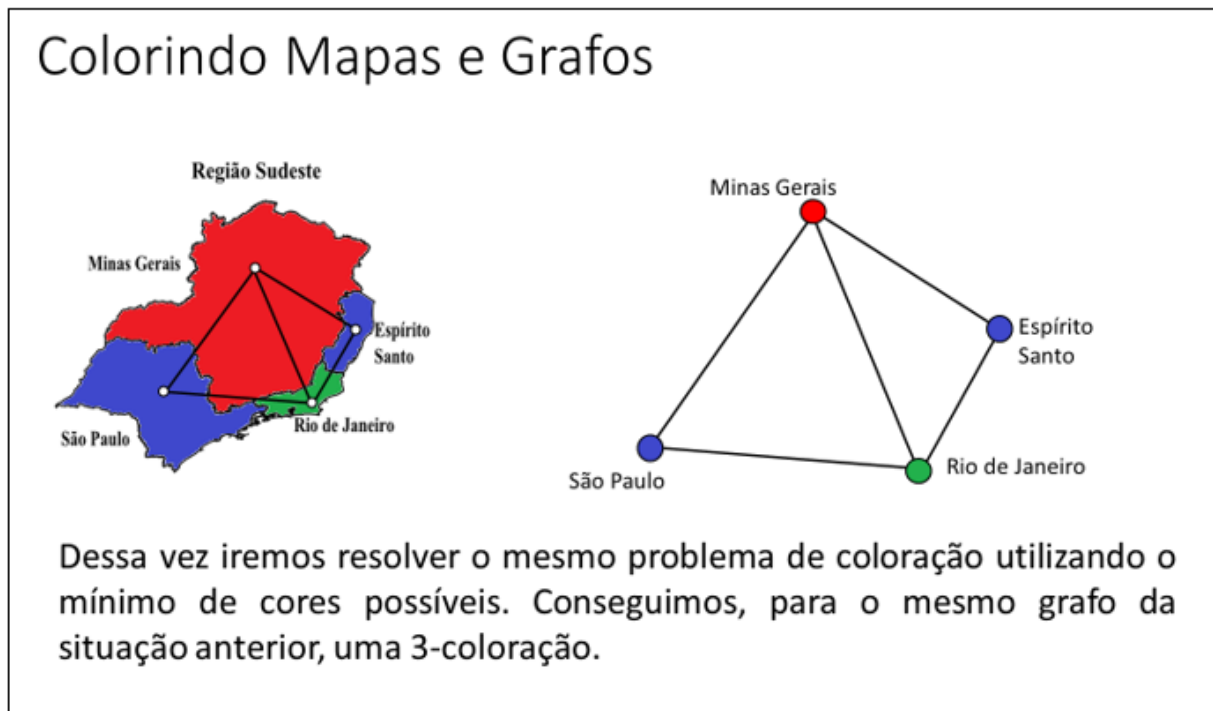 Colorindo Mapas e Grafos
Região Sudeste
Minas Gerais
Espírito
Santo
Rio de Janeiro
São Paulo
Minas Gerais
Espírito
Santo
Rio de Janeiro
São Paulo
Dessa vez iremos resolver o mesmo problema de coloração utilizando o
mínimo de cores possíveis. Conseguimos, para o mesmo grafo da
situação anterior, uma 3-coloração.